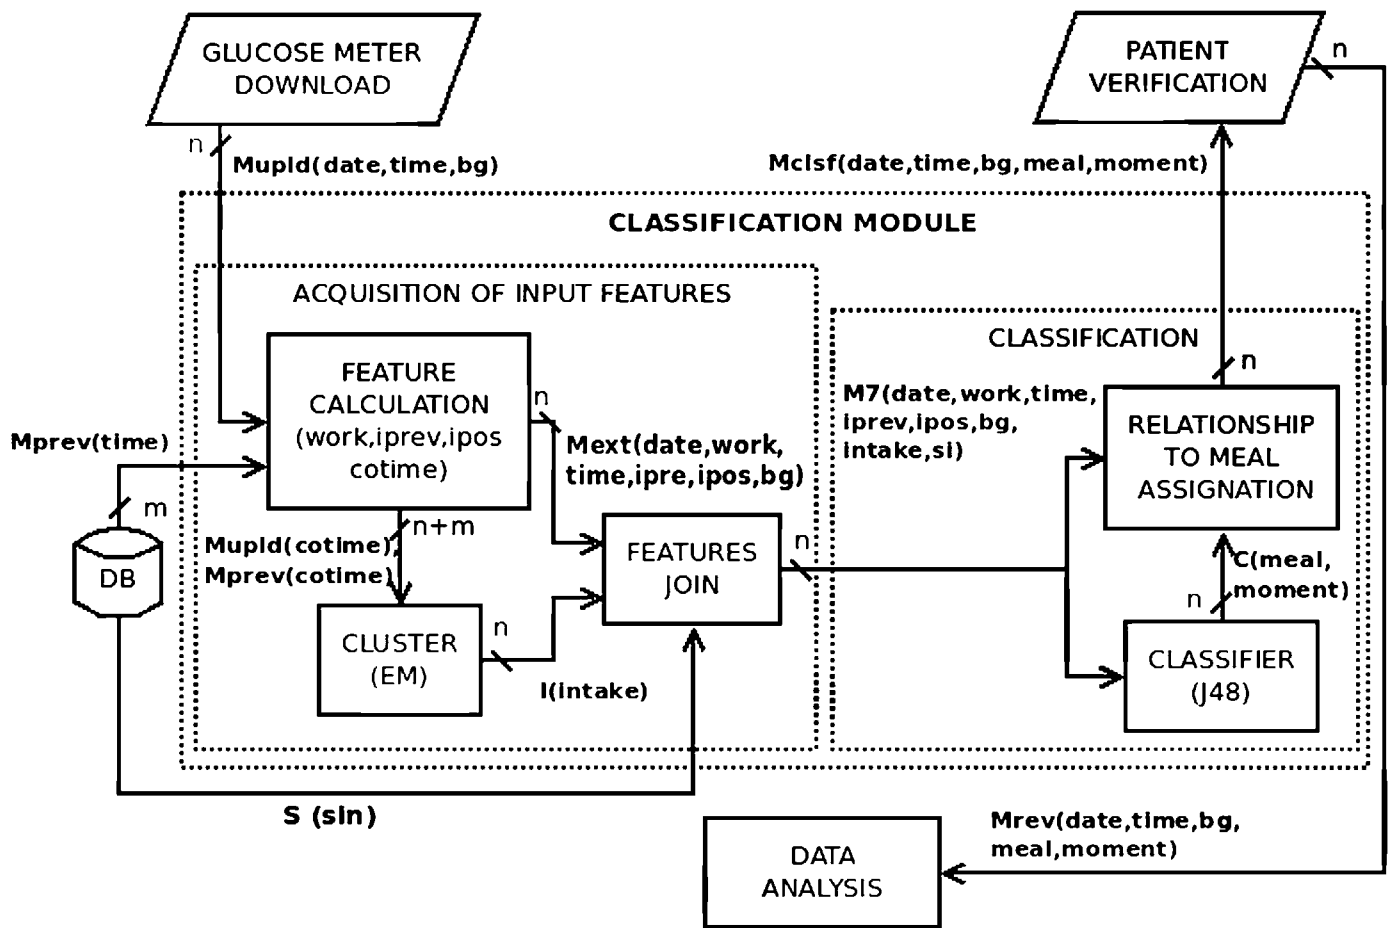 GLUCOSE METER
DOWNLOAD
n
Mupld(date,time,bg)
PATIENT
VERIFICATION
n
Mclsf(date,time,bg,meal,moment)
CLASSIFICATION MODULE
ACQUISITION OF INPUT FEATURES
FEATURE
CALCULATION
(work,iprev,ipos
cotime)
n
Mprev(time)
m
DB
Mext(date,work,
time,ipre,ipos,bg)
n+m
Mupld(cotime),
Mprev(cotime)
CLUSTER
(EM)
n
I(intake)
FEATURES
JOIN
n
S (sin)
CLASSIFICATION
n
M7(date,work,time,
iprev,ipos,bg,
intake,si)
RELATIONSHIP
TO MEAL
ASSIGNATION
C(meal,
moment)
n
CLASSIFIER
(J48)
Mrev(date,time,bg,
meal,moment)
DATA
ANALYSIS